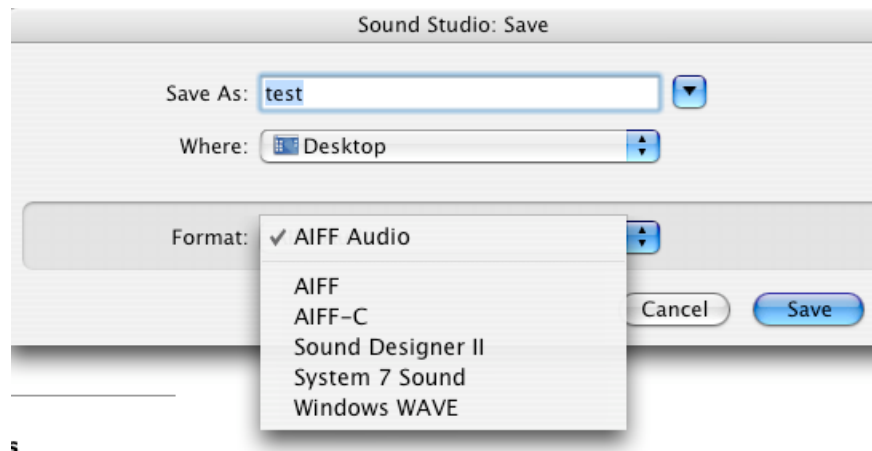 Sound Studio: Save
Save As: test
Where: Desktop
Format: ✓ AIFF Audio
AIFF
AIFF-C
Sound Designer II
System 7 Sound
Windows WAVE
Cancel Save
s